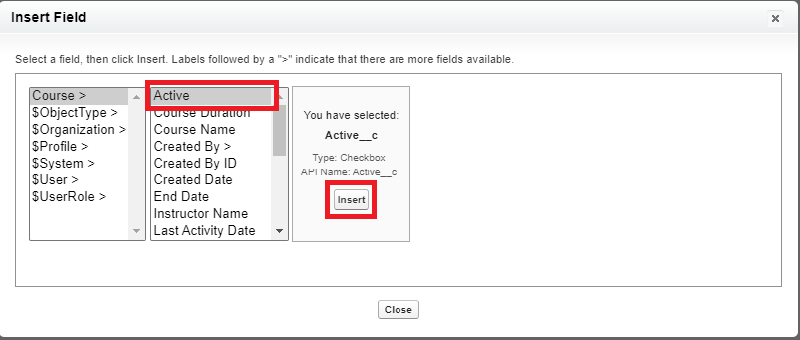 Insert Field
Select a field, then click Insert. Labels followed by a ">" indicate that there are more fields available.
Course >
$ObjectType >
$Organization >
$Profile >
$System >
$User >
$UserRole >
Active
Course Duration
Course Name
Created By >
Created By ID
Created Date
End Date
Instructor Name
Last Activity Date
You have selected:
Active__c
Type: Checkbox
API Name: Active__c
Insert
Close